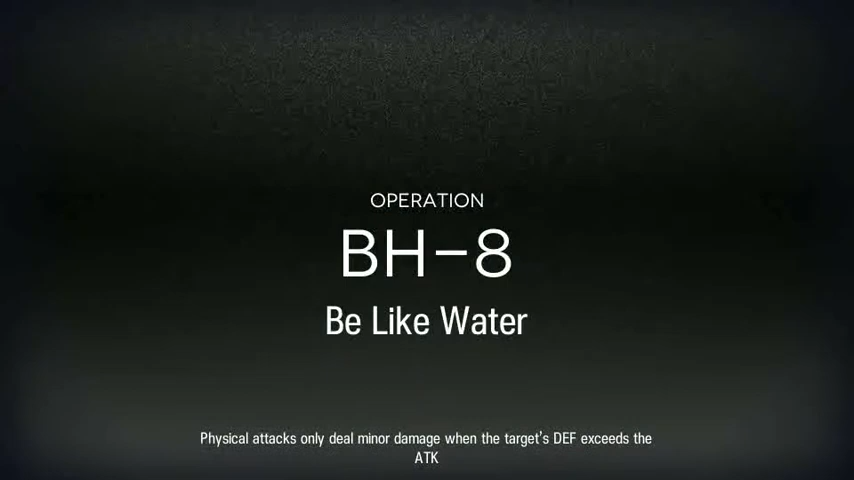 OPERATION
BH-8
Be Like Water
Physical attacks only deal minor damage when the target's DEF exceeds the
ATK